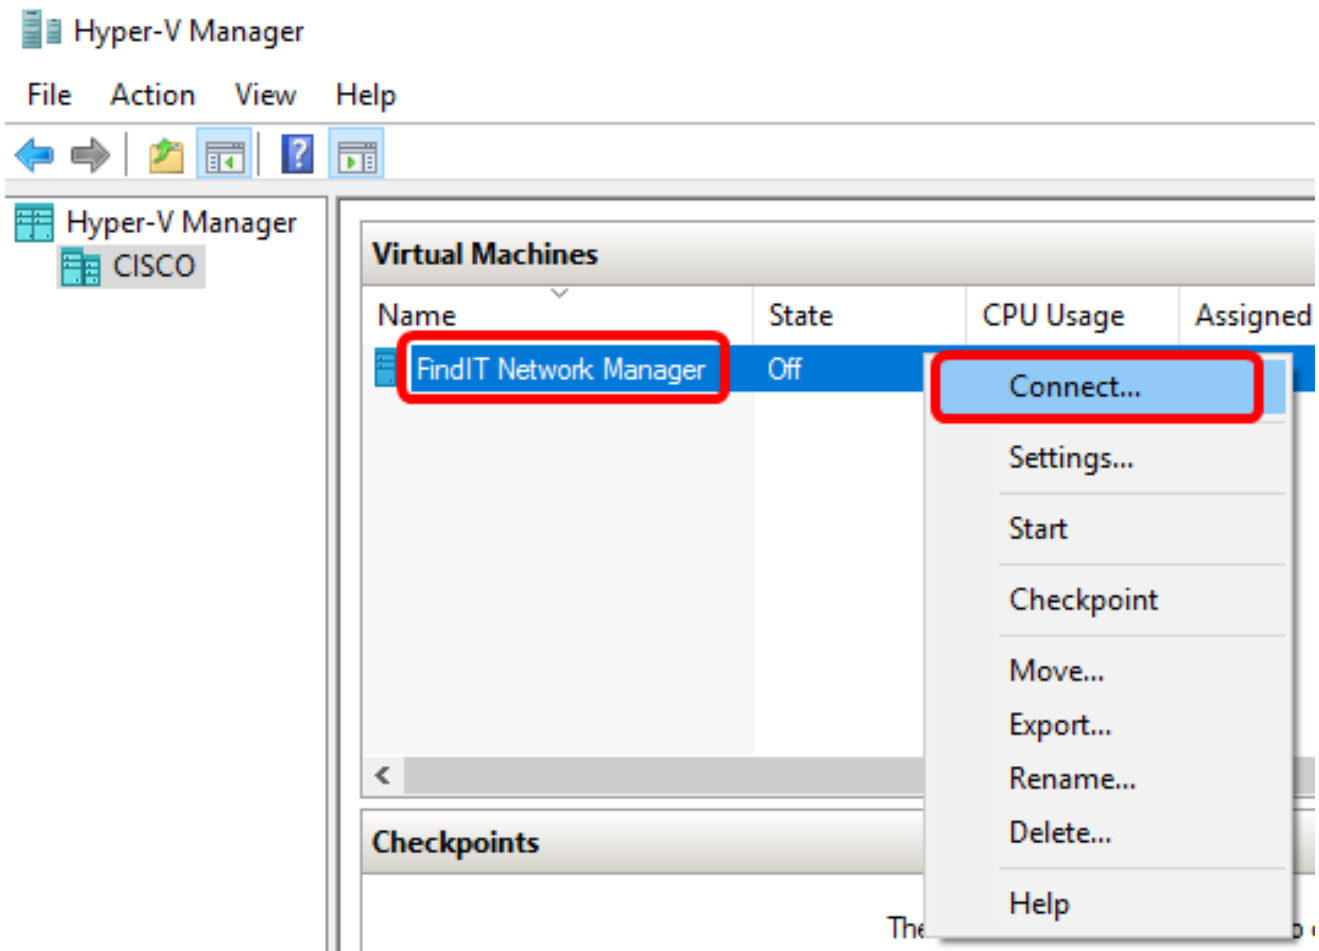 Hyper-V Manager
File Action View Help
Hyper-V Manager
CISCO
Virtual Machines
Name State CPU Usage Assigned
FindIT Network Manager Off
Connect...
Settings...
Start
Checkpoint
Move...
Export...
Rename...
Delete...
Help
Checkpoints